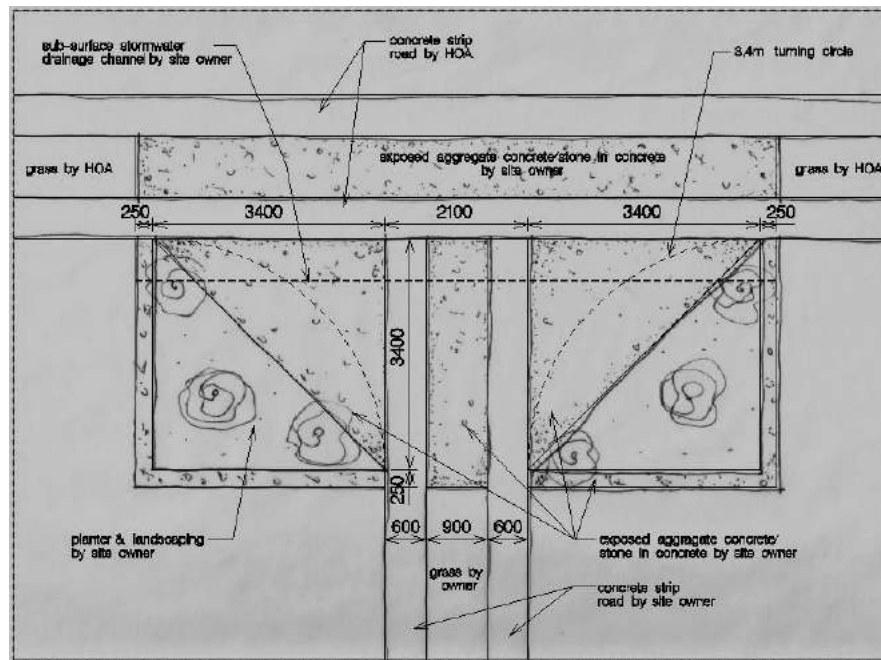 sub-surface stormwater
drainage channel by site owner
concrete strip
road by HOA
3,4m turning circle
grass by HOA
exposed aggregate concrete/stone in concrete
by site owner
grass by HOA
250
3400
2100
3400
250
3400
250
600
900
600
planter & landscaping
by site owner
grass by
owner
exposed aggregate concrete/
stone in concrete by site owner
concrete strip
road by site owner